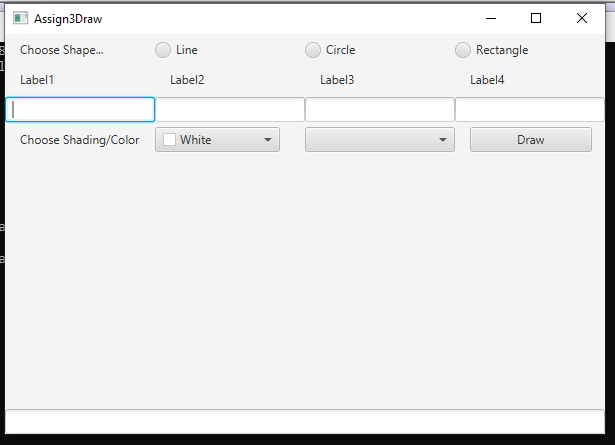 Assign3Draw
Choose Shape... Line Circle Rectangle
Label1 Label2 Label3 Label4
Choose Shading/Color White Draw